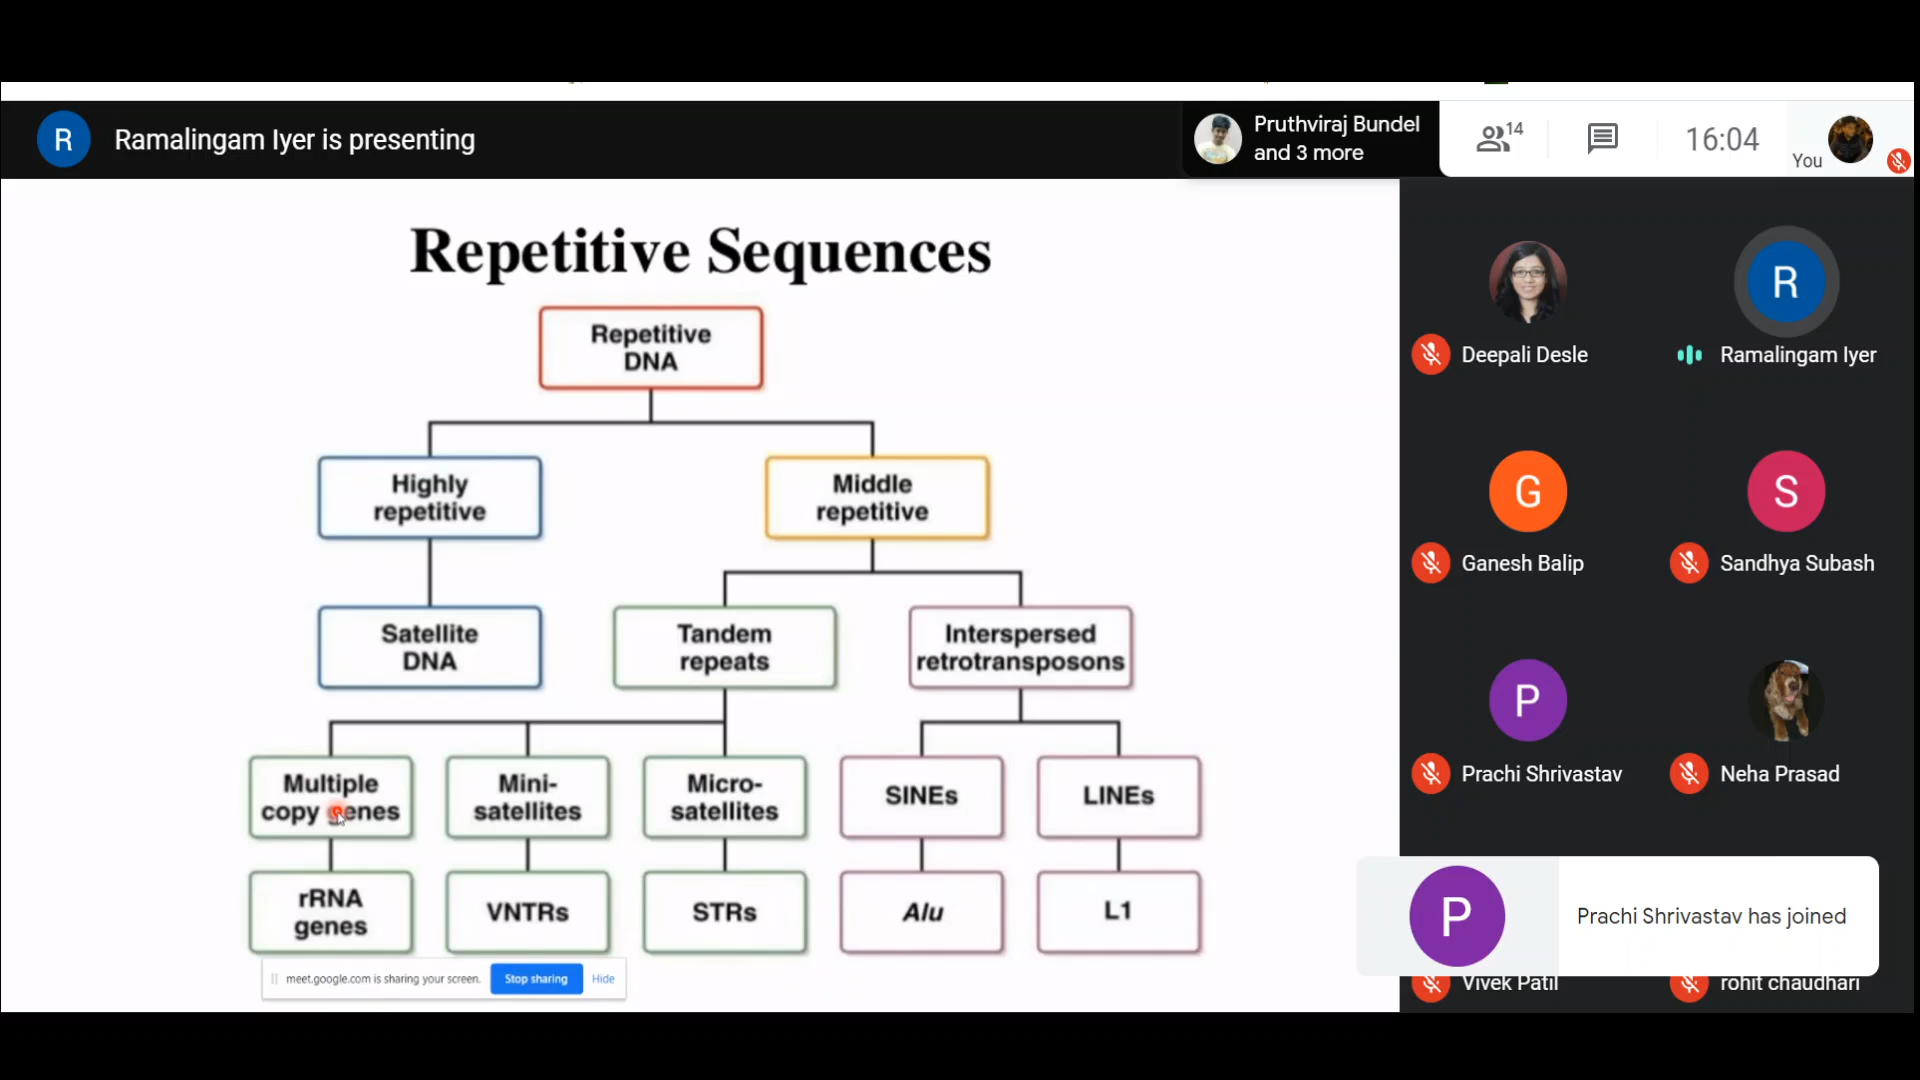 R
Ramalingam Iyer is presenting
Pruthviraj Bundel
and 3 more
14
16:04
You
Repetitive Sequences
Repetitive
DNA
Highly
repetitive
Middle
repetitive
Satellite
DNA
Tandem
repeats
Interspersed
retrotransposons
Multiple
copy genes
Mini-
satellites
Micro-
satellites
SINEs
LINEs
rRNA
genes
VNTRs
STRs
Alu
L1
meet.google.com is sharing your screen.
Stop sharing
Hide
Deepali Desle
R
Ramalingam Iyer
G
Ganesh Balip
S
Sandhya Subash
P
Prachi Shrivastav
Neha Prasad
P
Prachi Shrivastav has joined
Vivek Patil
rohit chaudhari